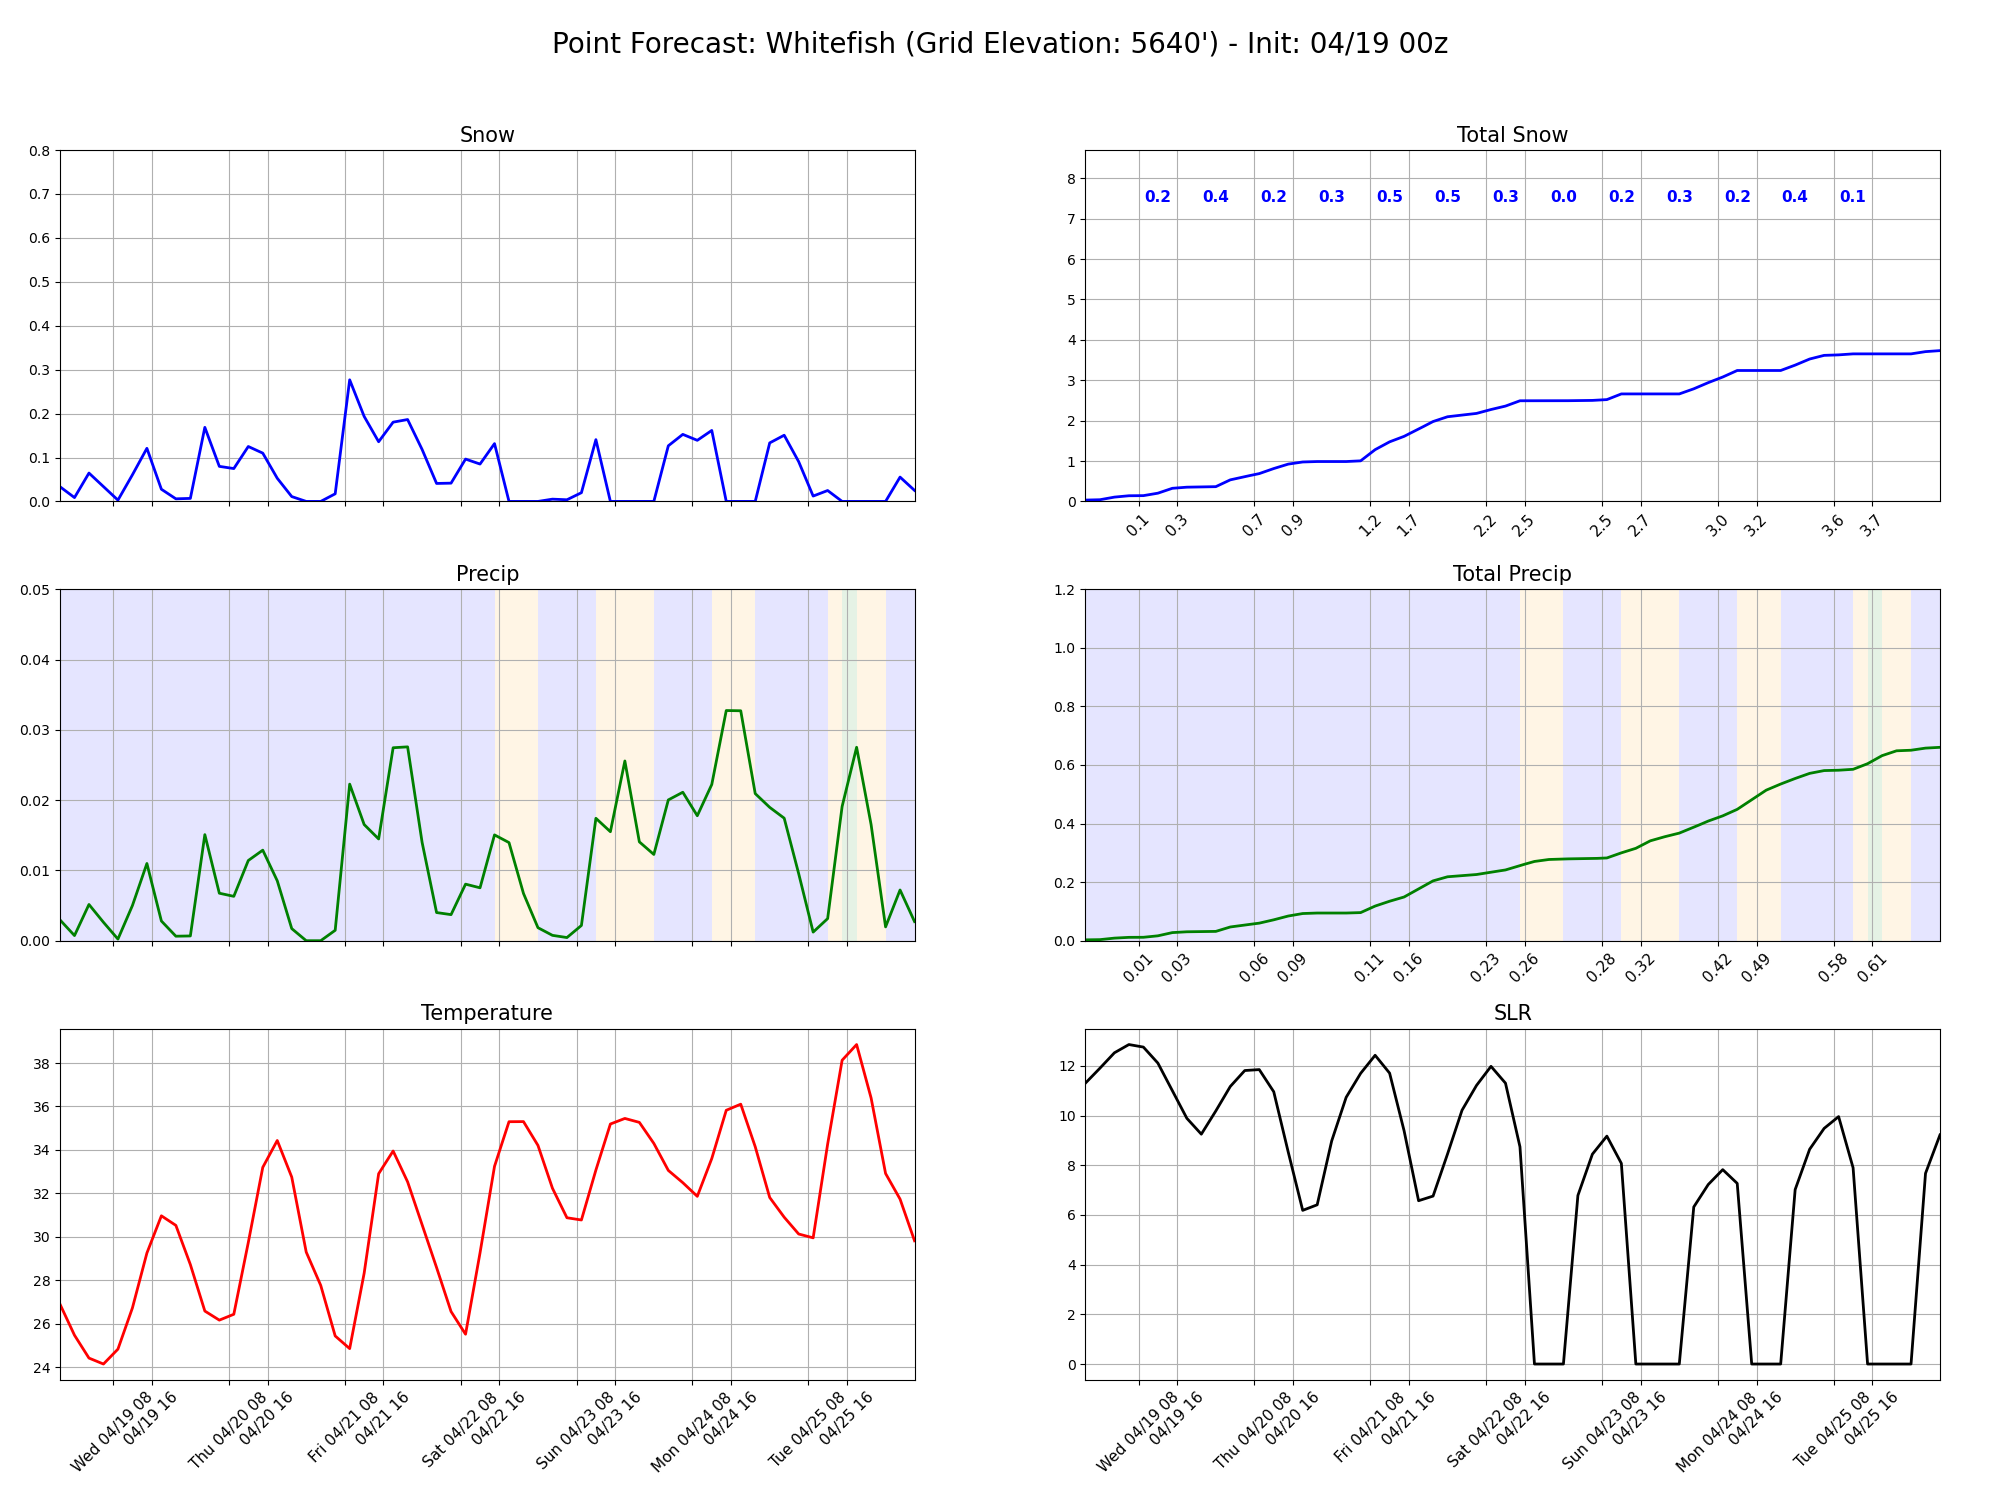 Point Forecast: Whitefish (Grid Elevation: 5640') - Init: 04/19 00z
Snow
0.8
0.7
0.6
0.5
0.4
0.3
0.2
0.1
0.0
Total Snow
8
7
6
5
4
3
2
1
0
0.2 0.4 0.2 0.3 0.5 0.5 0.3 0.0 0.2 0.3 0.2 0.4 0.1
0.1 0.3 0.7 0.9 1.2 1.7 2.2 2.5 2.5 2.7 3.0 3.2 3.6 3.7
Precip
0.05
0.04
0.03
0.02
0.01
0.00
Total Precip
1.2
1.0
0.8
0.6
0.4
0.2
0.0
0.01 0.03 0.06 0.09 0.11 0.16 0.23 0.26 0.28 0.32 0.42 0.49 0.58 0.61
Temperature
38
36
34
32
30
28
26
24
Wed 04/19 08
04/19 16
Thu 04/20 08
04/20 16
Fri 04/21 08
04/21 16
Sat 04/22 08
04/22 16
Sun 04/23 08
04/23 16
Mon 04/24 08
04/24 16
Tue 04/25 08
04/25 16
SLR
12
10
8
6
4
2
0
Wed 04/19 08
04/19 16
Thu 04/20 08
04/20 16
Fri 04/21 08
04/21 16
Sat 04/22 08
04/22 16
Sun 04/23 08
04/23 16
Mon 04/24 08
04/24 16
Tue 04/25 08
04/25 16